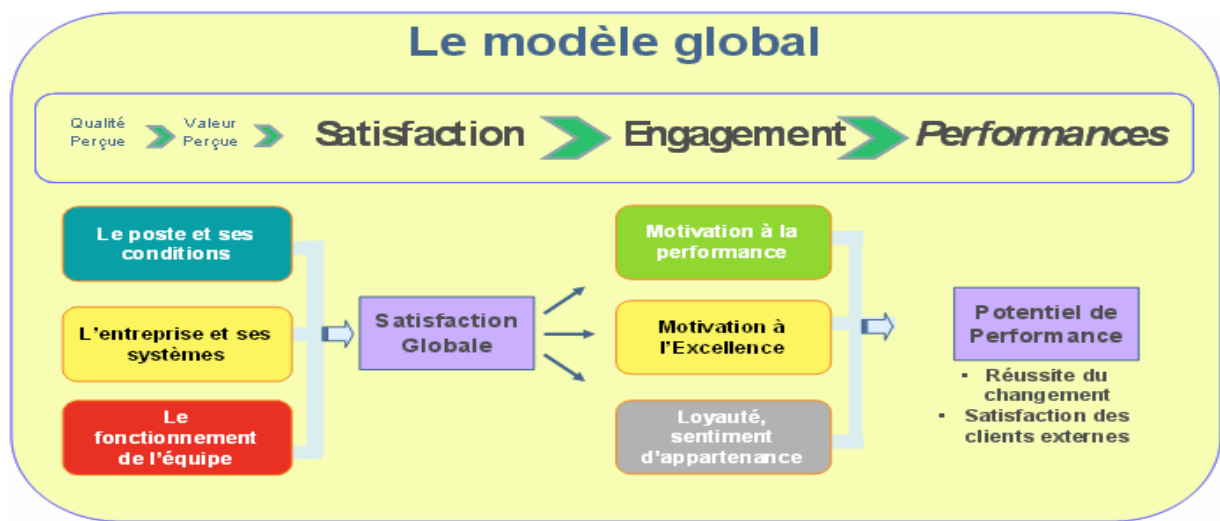 Le modèle global
Qualité
Perçue
Valeur
Perçue
Satisfaction
Engagement
Performances
Le poste et ses
conditions
L'entreprise et ses
systèmes
Le
fonctionnement
de l'équipe
Satisfaction
Globale
Motivation à la
performance
Motivation à
l'Excellence
Loyauté,
sentiment
d'appartenance
Potentiel de
Performance
▪ Réussite du
changement
▪ Satisfaction des
clients externes